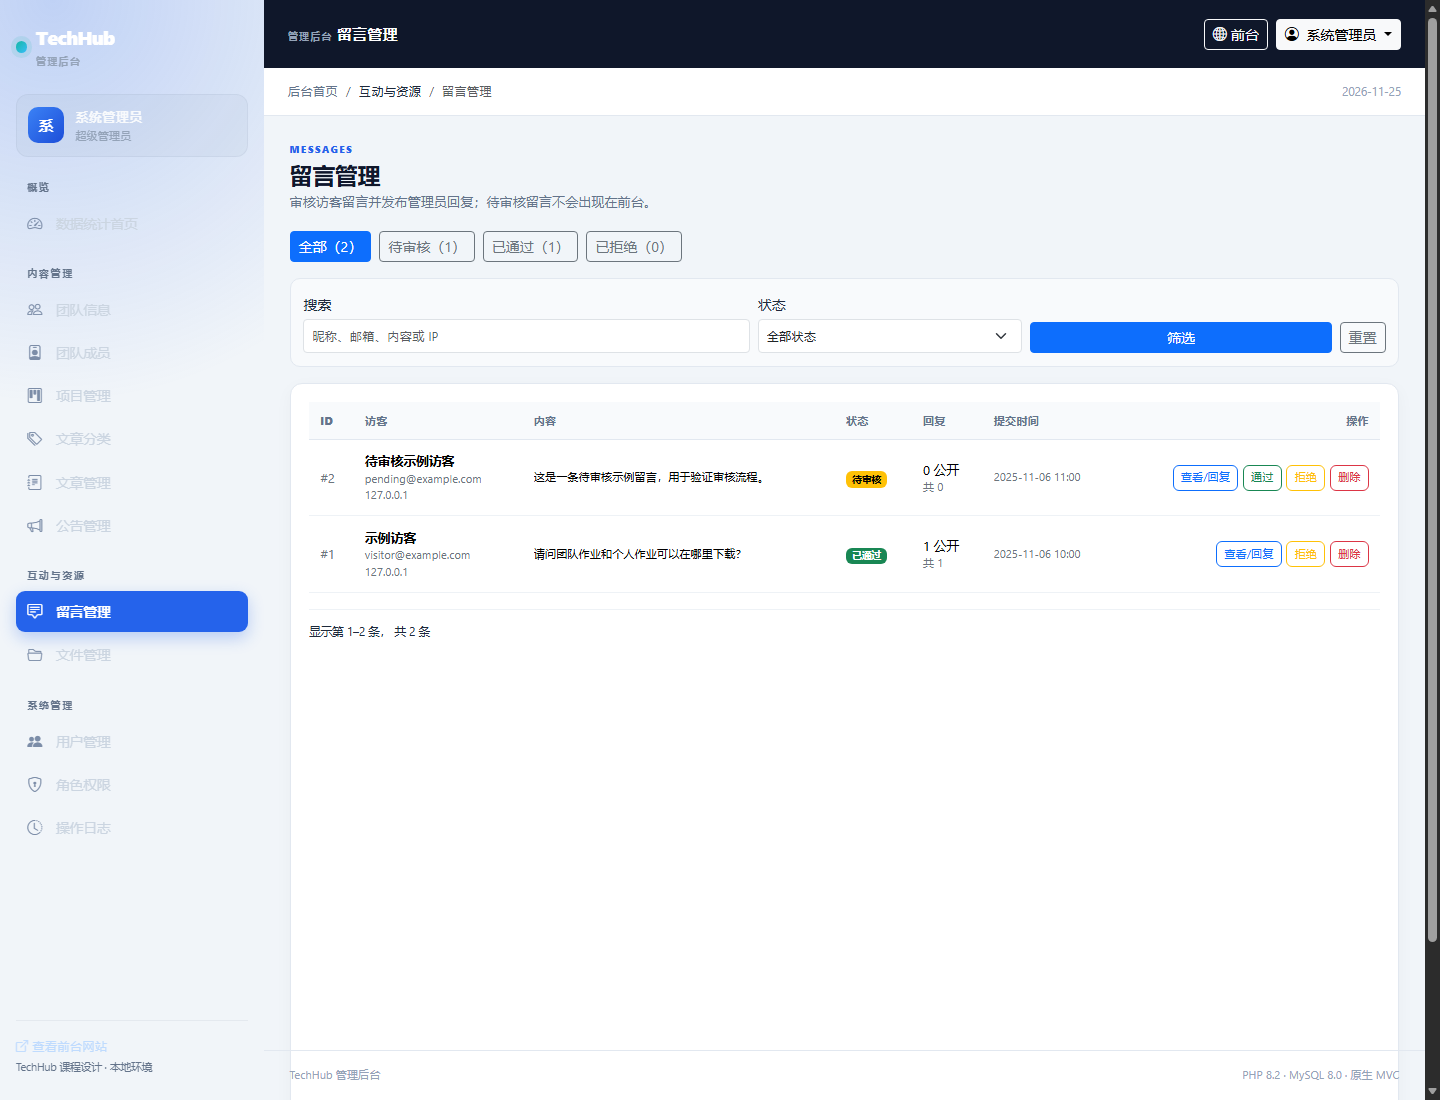 TechHub
管理后台
系
系统管理员
超级管理员
概览
数据统计首页
内容管理
团队信息
团队成员
项目管理
文章分类
文章管理
公告管理
互动与资源
留言管理
文件管理
系统管理
用户管理
角色权限
操作日志
查看前台网站
TechHub 课程设计 · 本地环境
管理后台 留言管理
前台
系统管理员
后台首页 / 互动与资源 / 留言管理
2026-11-25
MESSAGES
留言管理
审核访客留言并发布管理员回复；待审核留言不会出现在前台。
全部（2） 待审核（1） 已通过（1） 已拒绝（0）
搜索 状态
昵称、邮箱、内容或 IP 全部状态 筛选 重置
ID 访客 内容 状态 回复 提交时间 操作
#2 待审核示例访客 这是一条待审核示例留言，用于验证审核流程。 待审核 0 公开 2025-11-06 11:00 查看/回复 通过 拒绝 删除
pending@example.com 共 0
127.0.0.1
#1 示例访客 请问团队作业和个人作业可以在哪里下载？ 已通过 1 公开 2025-11-06 10:00 查看/回复 拒绝 删除
visitor@example.com 共 1
127.0.0.1
显示第 1–2 条， 共 2 条
TechHub 管理后台
PHP 8.2 · MySQL 8.0 · 原生 MVC